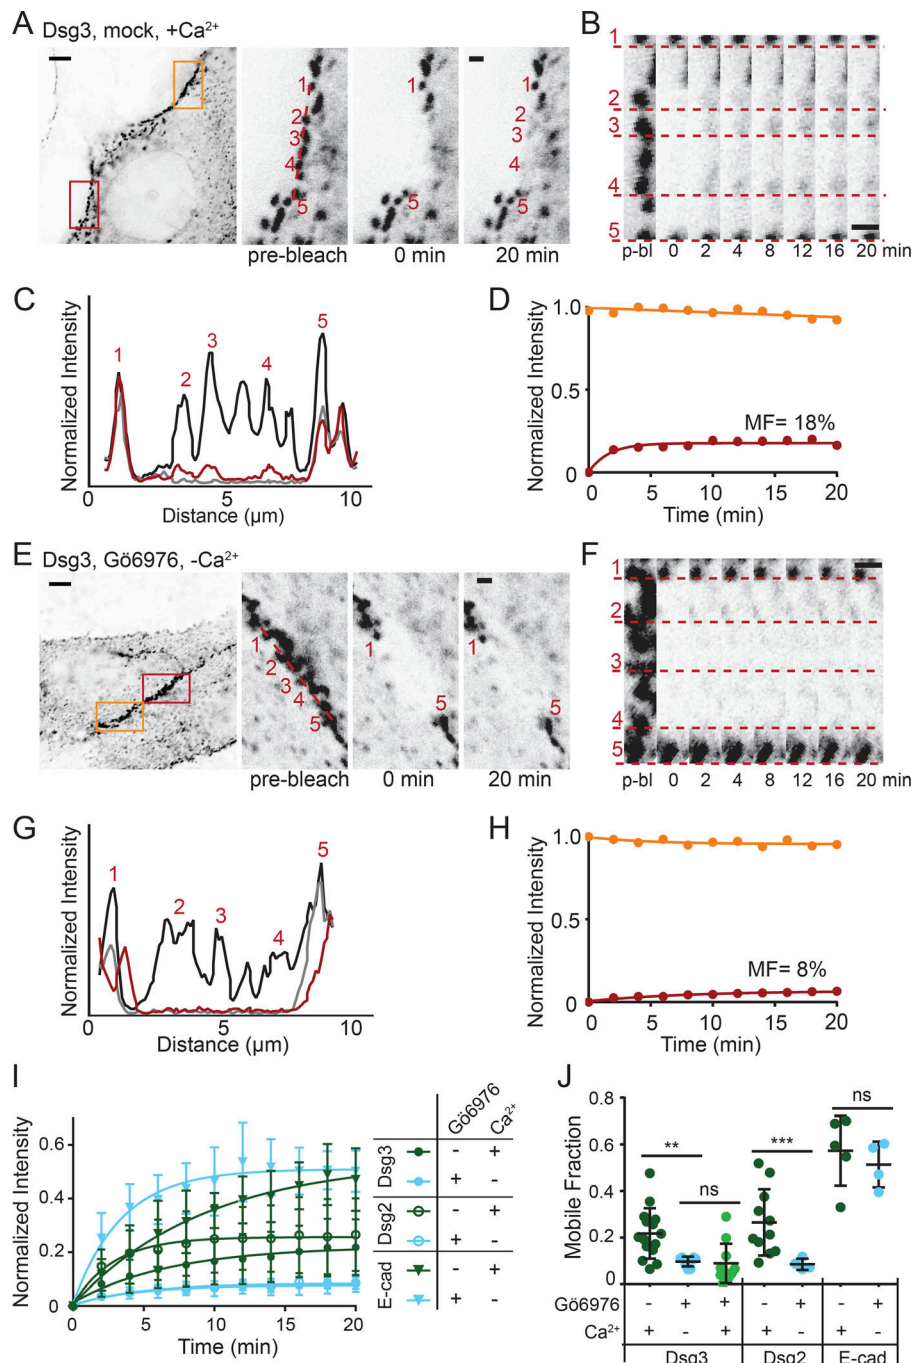 A Dsg3, mock, +Ca²⁺
1
2
3
4
5
1
5
1
2
3
4
5
pre-bleach 0 min 20 min
B
1
2
3
4
5
p-bl 0 2 4 8 12 16 20 min
C
Normalized Intensity
1 2 3 4 5
0 5 10
Distance (µm)
D
Normalized Intensity
1.0
0
MF= 18%
0 5 10 15 20
Time (min)
E Dsg3, Gö6976, -Ca²⁺
1
2
3
4
5
1
5
1
5
pre-bleach 0 min 20 min
F
1
2
3
4
5
p-bl 0 2 4 8 12 16 20 min
G
Normalized Intensity
1 2 3 4 5
0 5 10
Distance (µm)
H
Normalized Intensity
1.0
0
MF= 8%
0 5 10 15 20
Time (min)
I
Normalized Intensity
0.6
0.4
0.2
0
0 5 10 15 20
Time (min)
Gö6976 Ca²⁺
Dsg3 - +
+ -
Dsg2 - +
+ -
E-cad - +
+ -
J
Mobile Fraction
0.8
0.6
0.4
0.2
0
** ns *** ns
Gö6976 - + + - + - +
Ca²⁺ + - + + - + -
Dsg3 Dsg2 E-cad